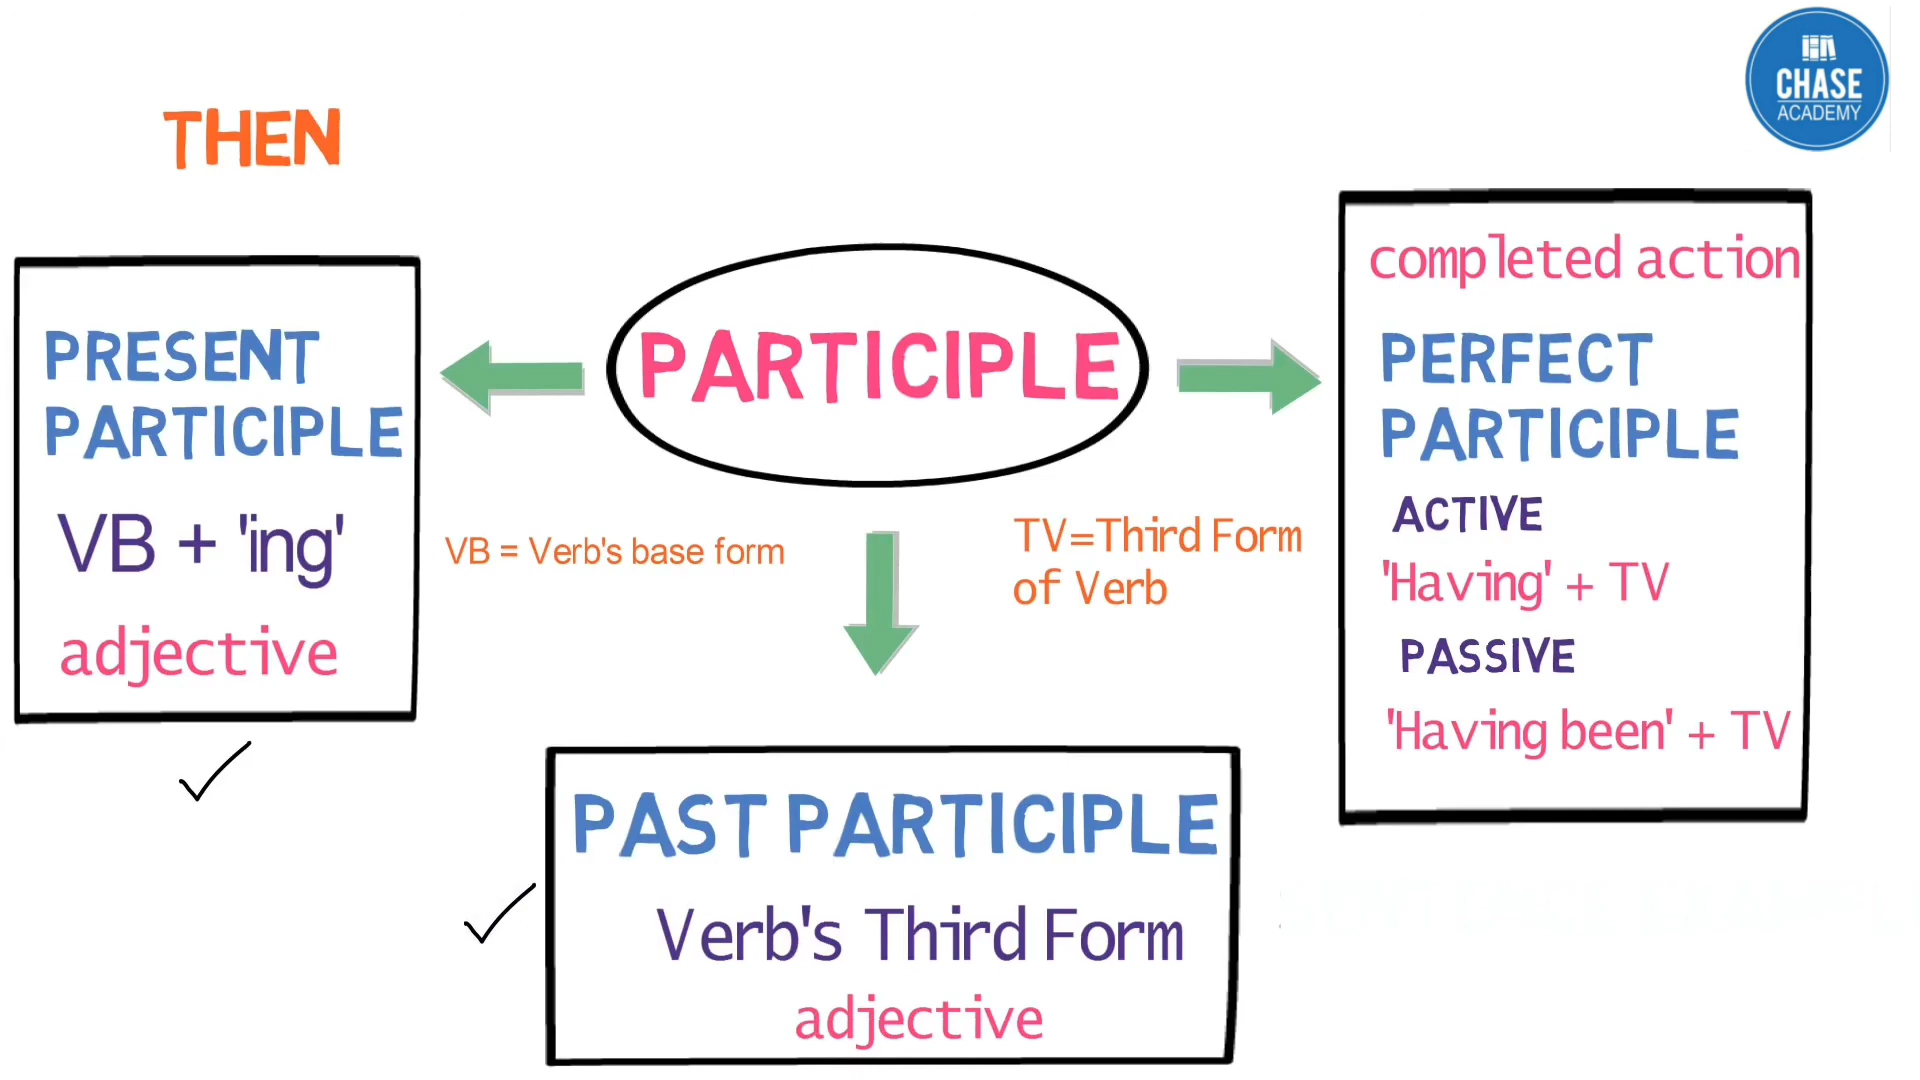 CHASE
ACADEMY
THEN
PARTICIPLE
PRESENT
PARTICIPLE
VB + 'ing'
adjective
VB = Verb's base form
TV=Third Form
of Verb
completed action
PERFECT
PARTICIPLE
ACTIVE
'Having' + TV
PASSIVE
'Having been' + TV
PAST PARTICIPLE
Verb's Third Form
adjective